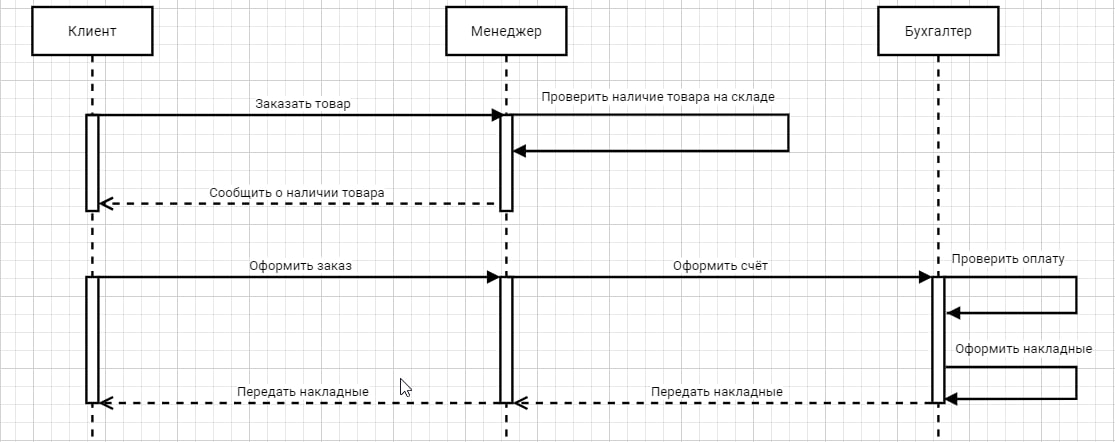 Клиент
Менеджер
Бухгалтер
Заказать товар
Проверить наличие товара на складе
Сообщить о наличии товара
Оформить заказ
Оформить счёт
Проверить оплату
Оформить накладные
Передать накладные
Передать накладные